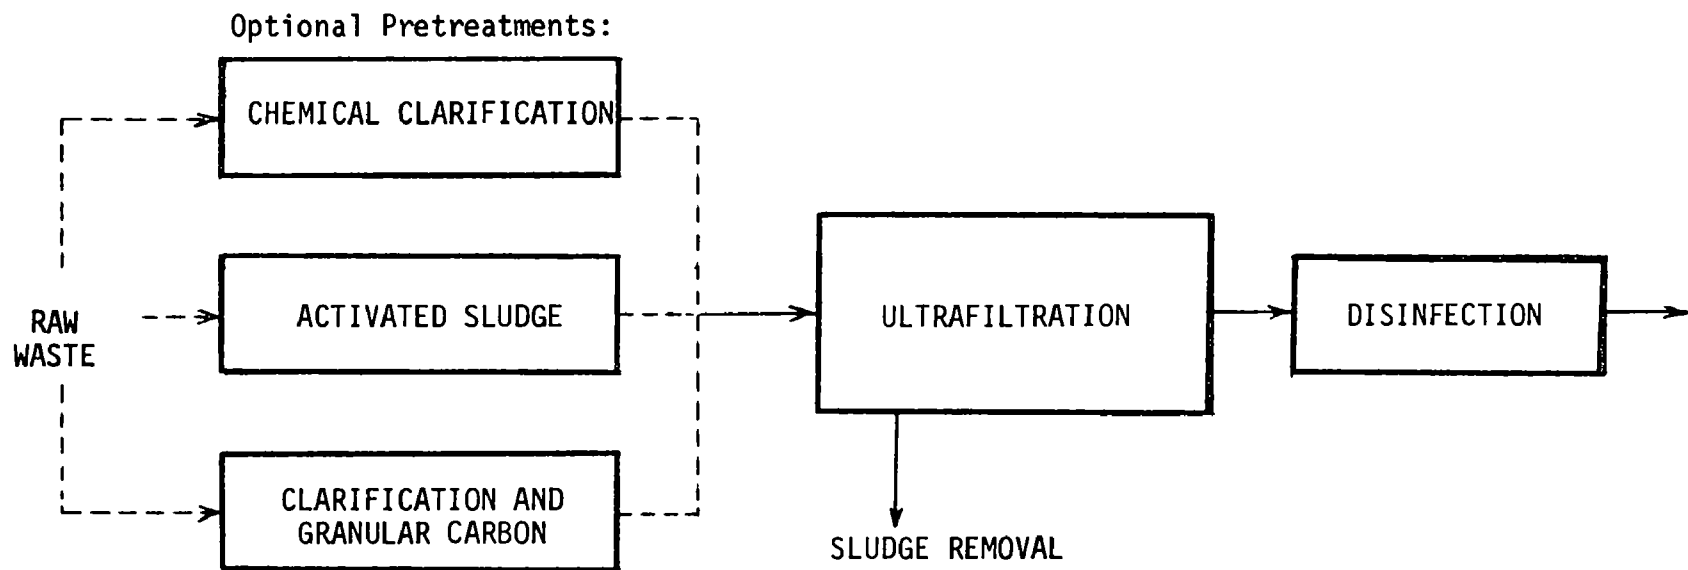 Optional Pretreatments:
CHEMICAL CLARIFICATION
RAW
WASTE
ACTIVATED SLUDGE
ULTRAFILTRATION
DISINFECTION
CLARIFICATION AND
GRANULAR CARBON
SLUDGE REMOVAL